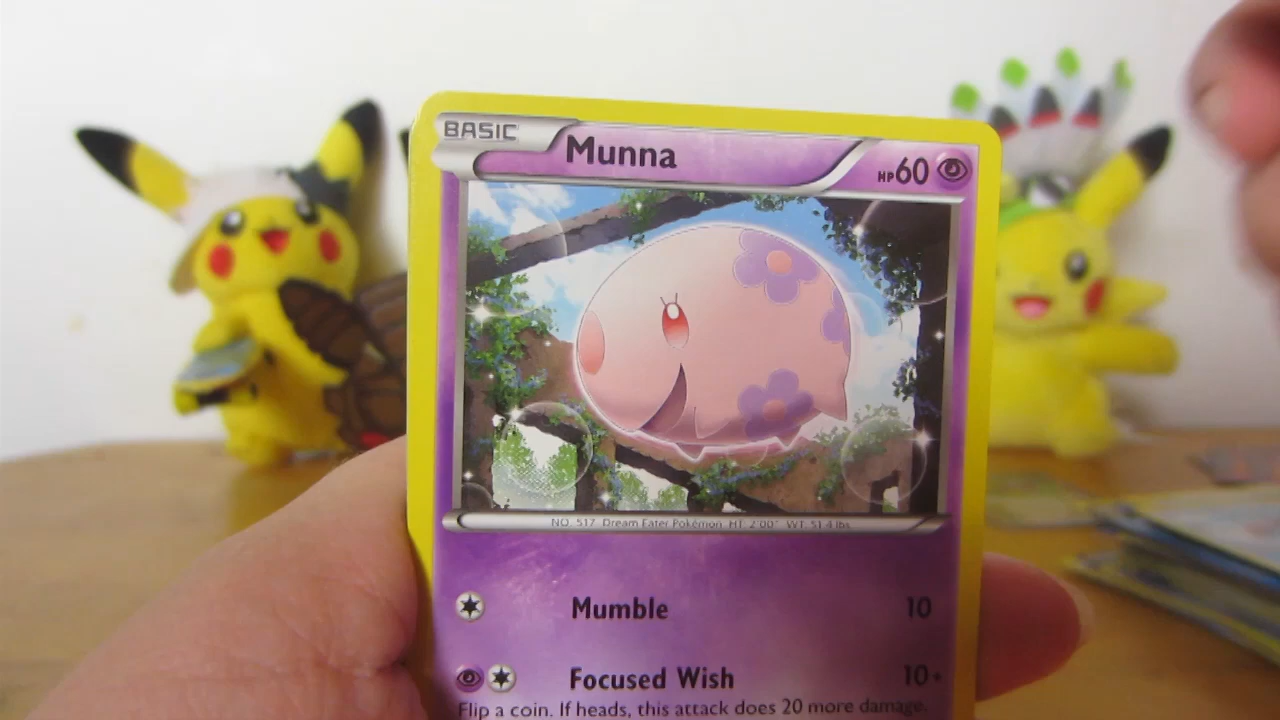 BASIC Munna HP60
NO. 517 Dream Eater Pokémon HT: 2'00" WT: 51.4 lbs.
Mumble 10
Focused Wish 10+
Flip a coin. If heads, this attack does 20 more damage.